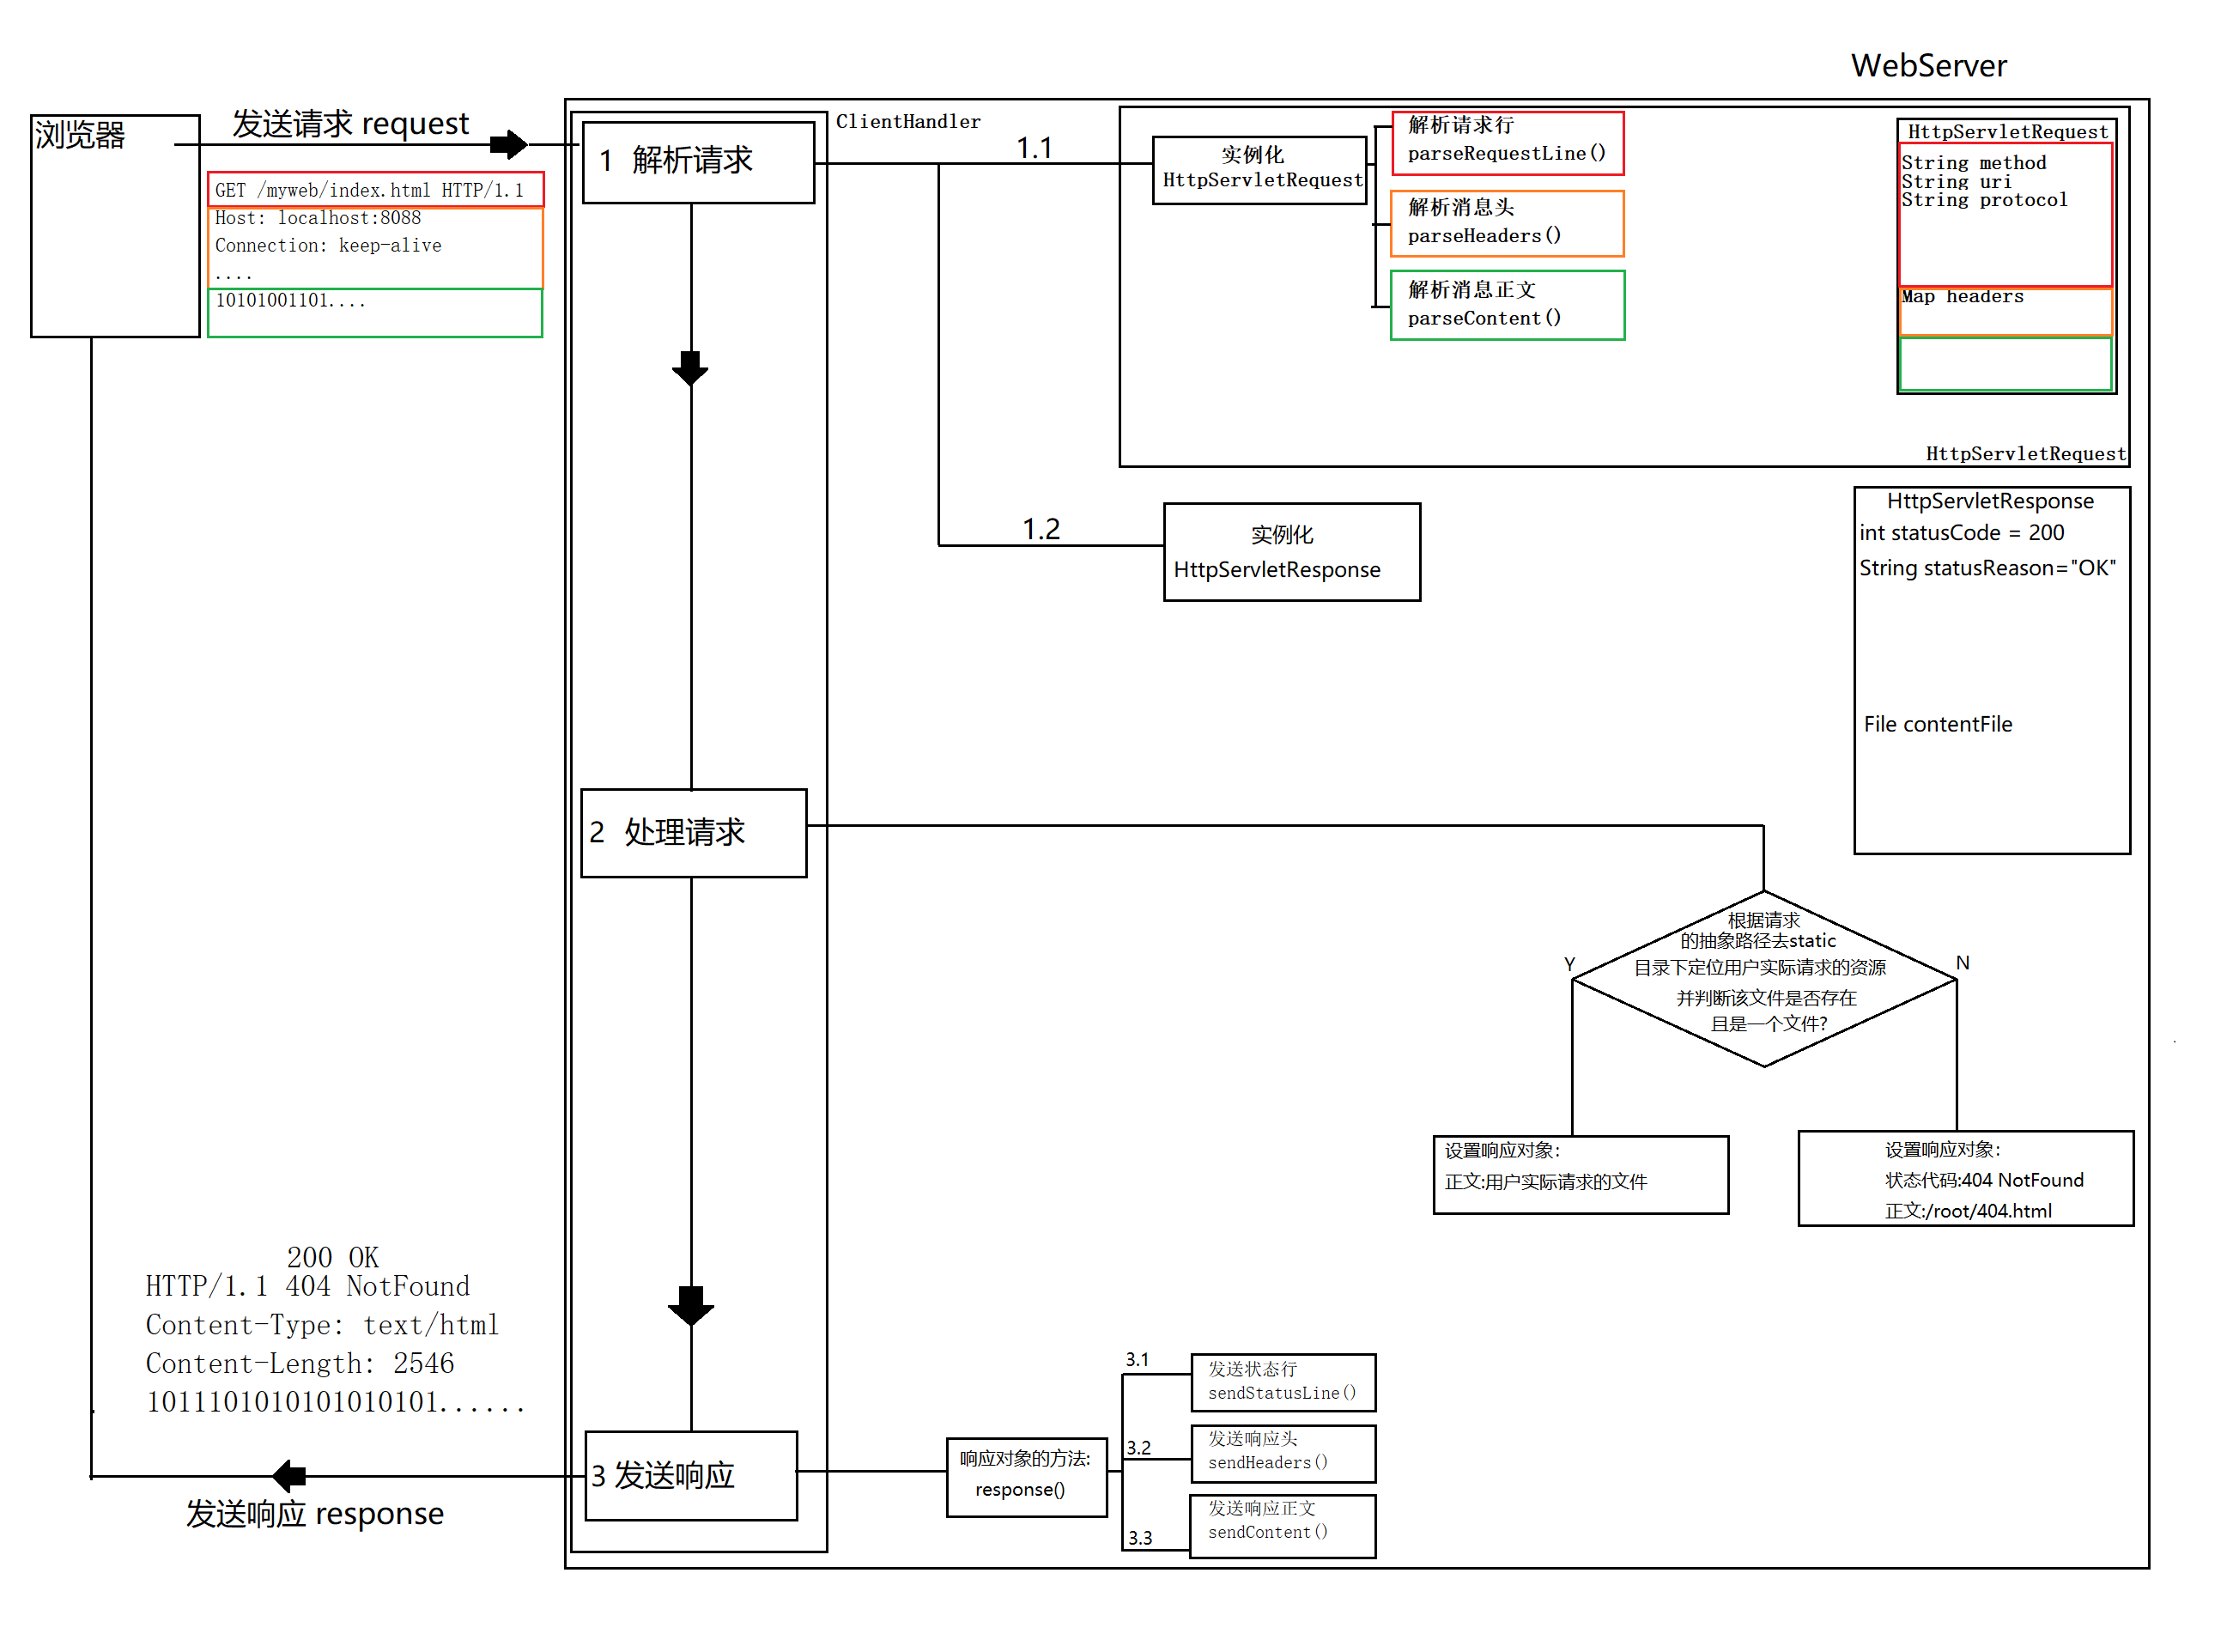 WebServer
浏览器
发送请求 request
GET /myweb/index.html HTTP/1.1
Host: localhost:8088
Connection: keep-alive
....
10101001101....
ClientHandler
1 解析请求
1.1
实例化
HttpServletRequest
解析请求行
parseRequestLine()
解析消息头
parseHeaders()
解析消息正文
parseContent()
HttpServletRequest
String method
String uri
String protocol
Map headers
HttpServletRequest
1.2
实例化
HttpServletResponse
HttpServletResponse
int statusCode = 200
String statusReason="OK"
File contentFile
2 处理请求
根据请求
的抽象路径去static
目录下定位用户实际请求的资源
并判断该文件是否存在
且是一个文件?
Y
N
设置响应对象:
正文:用户实际请求的文件
设置响应对象:
状态代码:404 NotFound
正文:/root/404.html
200 OK
HTTP/1.1 404 NotFound
Content-Type: text/html
Content-Length: 2546
1011101010101010101......
3 发送响应
发送响应 response
响应对象的方法:
response()
3.1
发送状态行
sendStatusLine()
3.2
发送响应头
sendHeaders()
3.3
发送响应正文
sendContent()